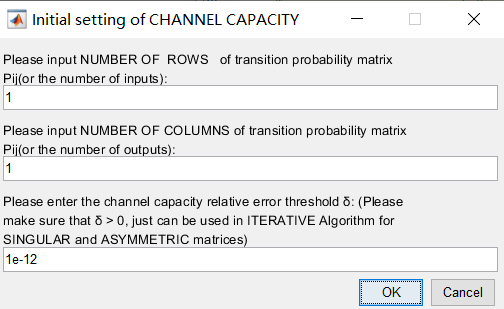 Initial setting of CHANNEL CAPACITY
Please input NUMBER OF  ROWS   of transition probability matrix
Pij(or the number of inputs):
1
Please input NUMBER OF COLUMNS of transition probability matrix
Pij(or the number of outputs):
1
Please enter the channel capacity relative error threshold δ: (Please
make sure that δ > 0, just can be used in ITERATIVE Algorithm for
SINGULAR and ASYMMETRIC matrices)
1e-12
OK Cancel